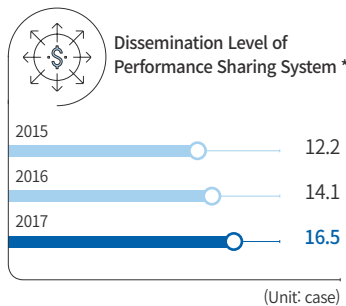 $
Dissemination Level of
Performance Sharing System *
2015
12.2
2016
14.1
2017
16.5
(Unit: case)